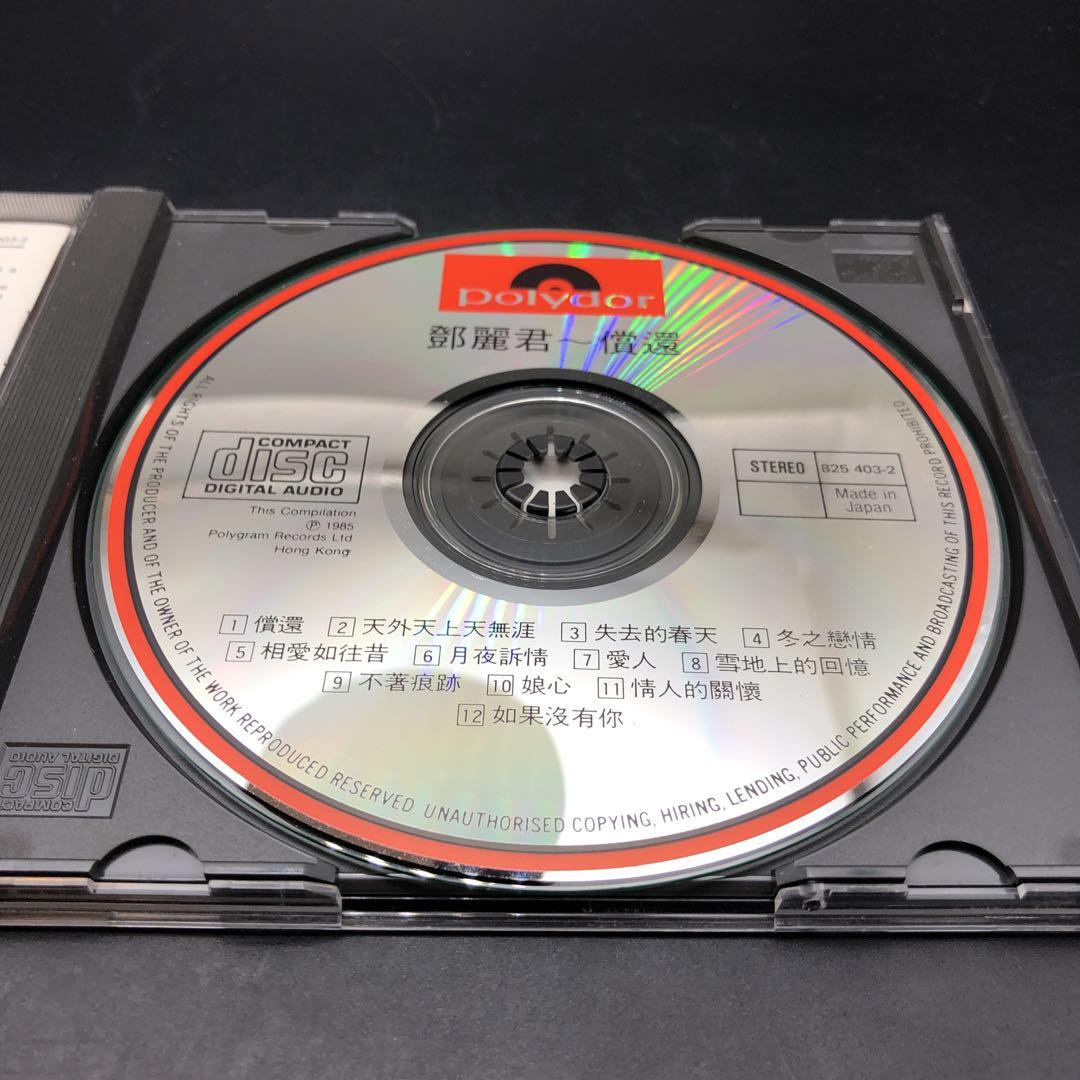 polydor
鄧麗君~償還
COMPACT
disc
DIGITAL AUDIO
This Compilation
℗ 1985
Polygram Records Ltd
Hong Kong
STEREO 825 403-2
Made in
Japan
1 償還 2 天外天上天無涯 3 失去的春天 4 冬之戀情
5 相愛如往昔 6 月夜訴情 7 愛人 8 雪地上的回憶
9 不著痕跡 10 娘心 11 情人的關懷
12 如果沒有你
ALL RIGHTS OF THE PRODUCER AND OF THE OWNER OF THE WORK REPRODUCED RESERVED. UNAUTHORISED COPYING, HIRING, LENDING, PUBLIC PERFORMANCE AND BROADCASTING OF THIS RECORD PROHIBITED
COMPACT
disc
DIGITAL AUDIO